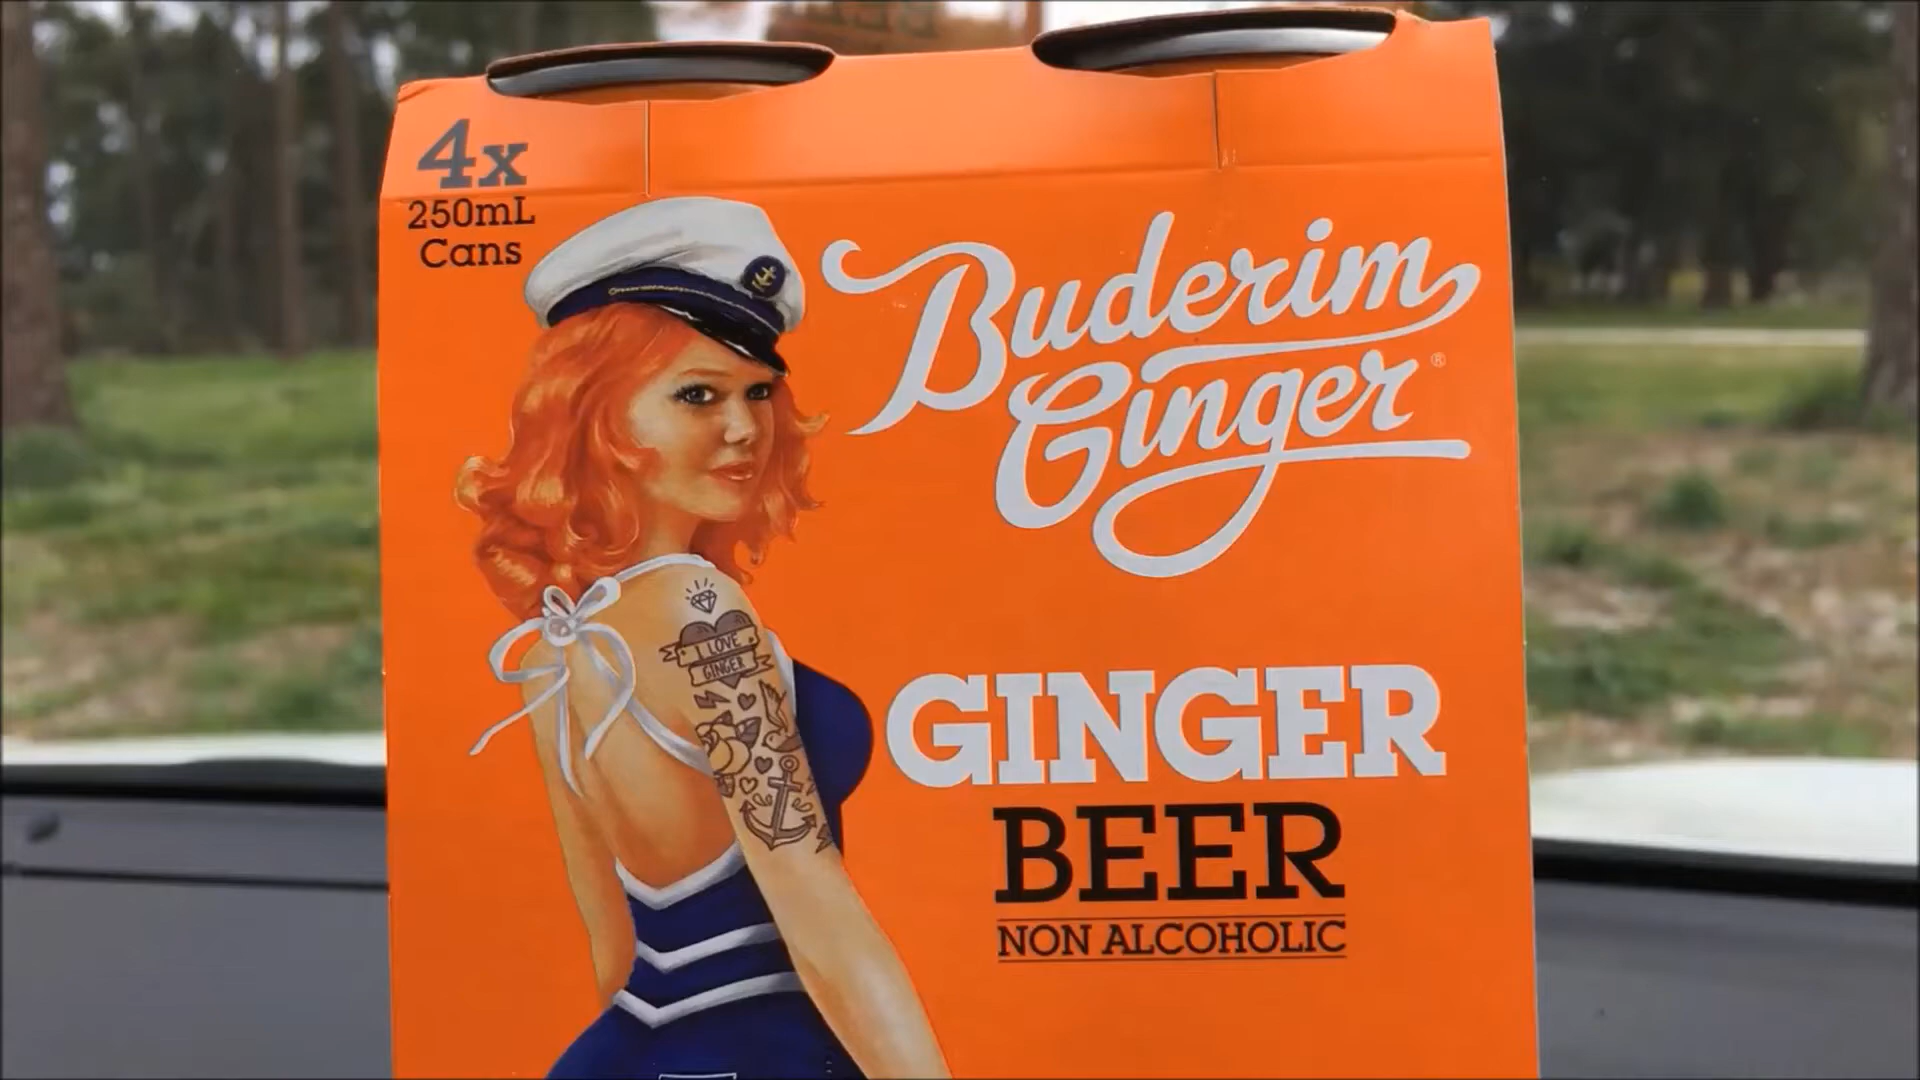 4x
250mL
Cans
Buderim
Ginger®
I LOVE
GINGER
GINGER
BEER
NON ALCOHOLIC